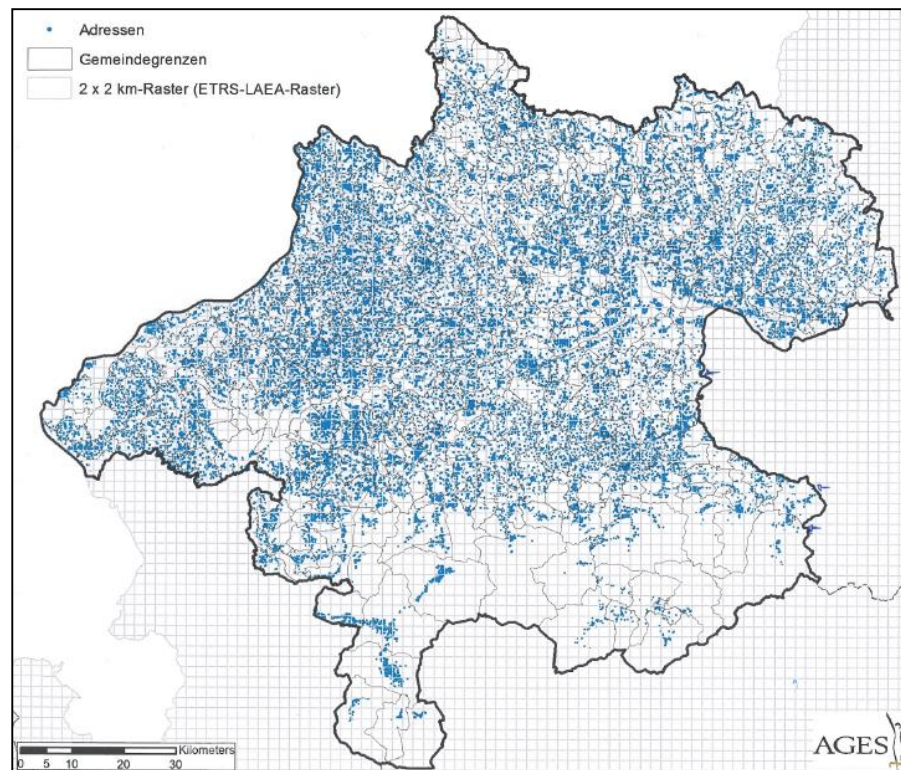 Adressen
Gemeindegrenzen
2 x 2 km-Raster (ETRS-LAEA-Raster)
Kilometers
0 5 10 20 30
AGES